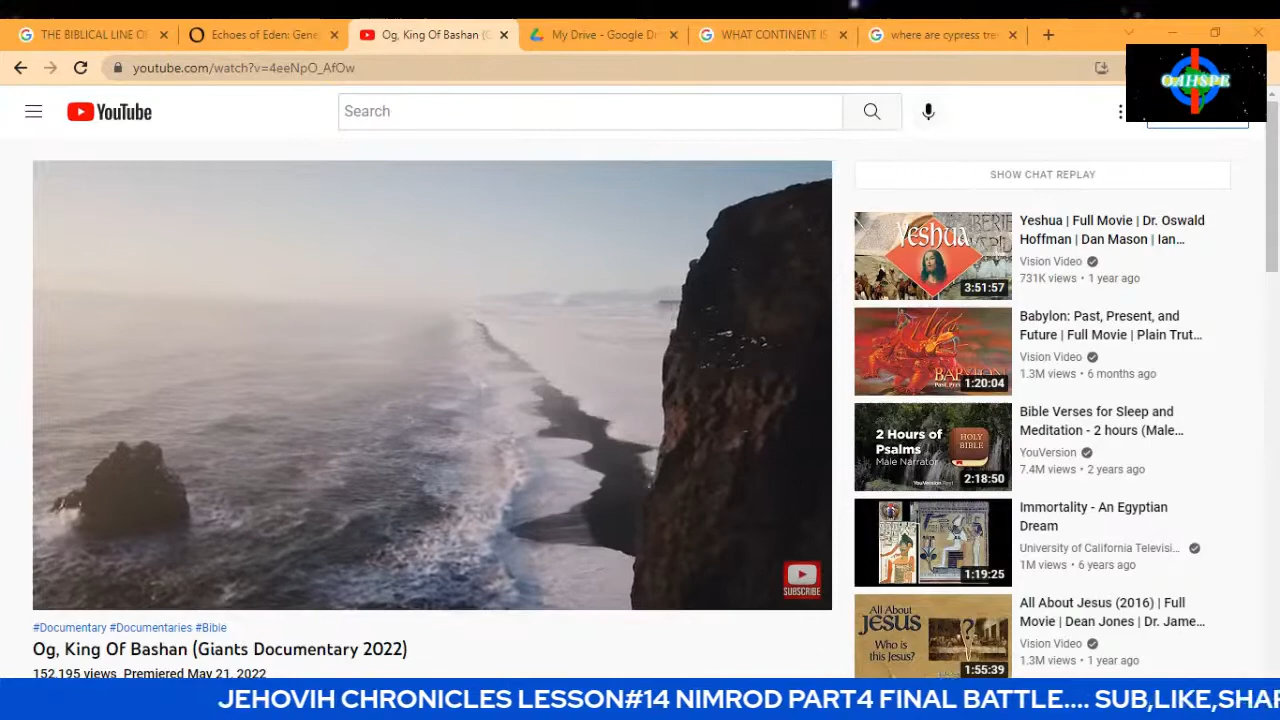 THE BIBLICAL LINE O
Echoes of Eden: Gene
Og, King Of Bashan (
My Drive - Google D
WHAT CONTINENT IS
where are cypress tre
youtube.com/watch?v=4eeNpO_AfOw
OAHSPE
YouTube
Search
SHOW CHAT REPLAY
Yeshua
3:51:57
Yeshua | Full Movie | Dr. Oswald
Hoffman | Dan Mason | Ian...
Vision Video
731K views • 1 year ago
BABYLON
1:20:04
Babylon: Past, Present, and
Future | Full Movie | Plain Trut...
Vision Video
1.3M views • 6 months ago
2 Hours of
Psalms
Male Narrator
HOLY
BIBLE
2:18:50
Bible Verses for Sleep and
Meditation - 2 hours (Male...
YouVersion
7.4M views • 2 years ago
1:19:25
Immortality - An Egyptian
Dream
University of California Televisi...
1M views • 6 years ago
All About
JESUS
Who is
this Jesus?
1:55:39
All About Jesus (2016) | Full
Movie | Dean Jones | Dr. Jame...
Vision Video
1.3M views • 1 year ago
SUBSCRIBE
#Documentary #Documentaries #Bible
Og, King Of Bashan (Giants Documentary 2022)
152,195 views Premiered May 21, 2022
JEHOVIH CHRONICLES LESSON#14 NIMROD PART4 FINAL BATTLE.... SUB,LIKE,SHAR